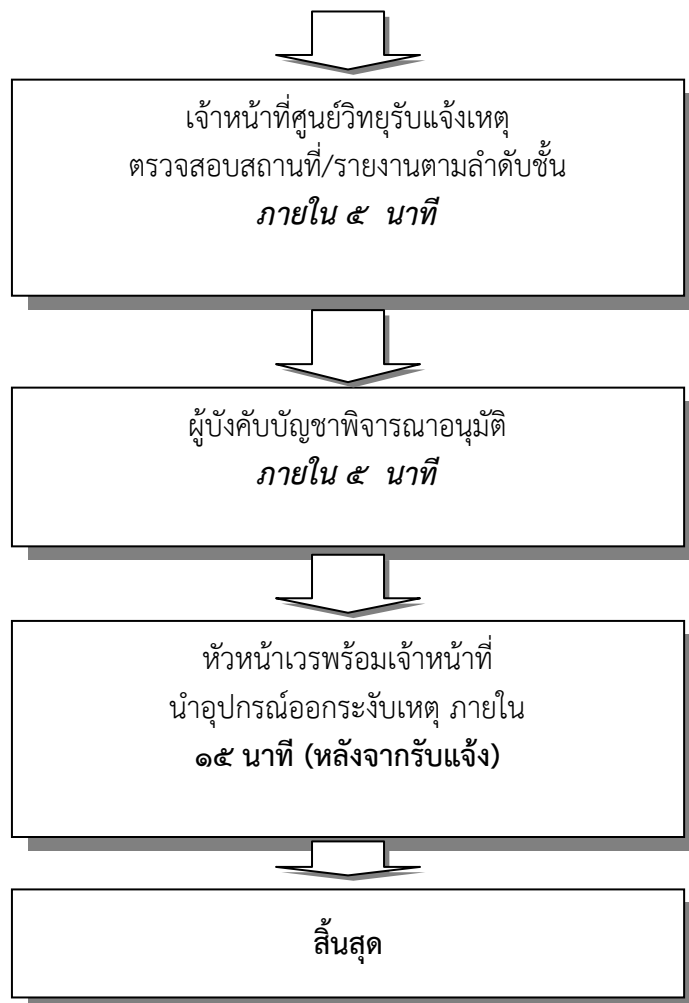 เจ้าหน้าที่ศูนย์วิทยุรับแจ้งเหตุ
ตรวจสอบสถานที่/รายงานตามลำดับชั้น
ภายใน ๕ นาที
ผู้บังคับบัญชาพิจารณาอนุมัติ
ภายใน ๕ นาที
หัวหน้าเวรพร้อมเจ้าหน้าที่
นำอุปกรณ์ออกระงับเหตุ ภายใน
๑๕ นาที (หลังจากรับแจ้ง)
สิ้นสุด